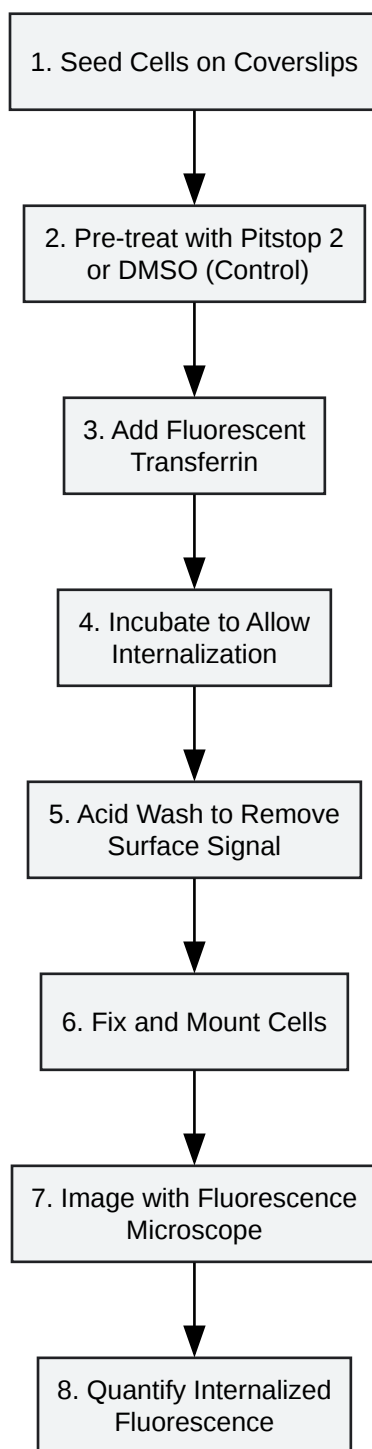 1. Seed Cells on Coverslips
2. Pre-treat with Pitstop 2
or DMSO (Control)
3. Add Fluorescent
Transferrin
4. Incubate to Allow
Internalization
5. Acid Wash to Remove
Surface Signal
6. Fix and Mount Cells
7. Image with Fluorescence
Microscope
8. Quantify Internalized
Fluorescence